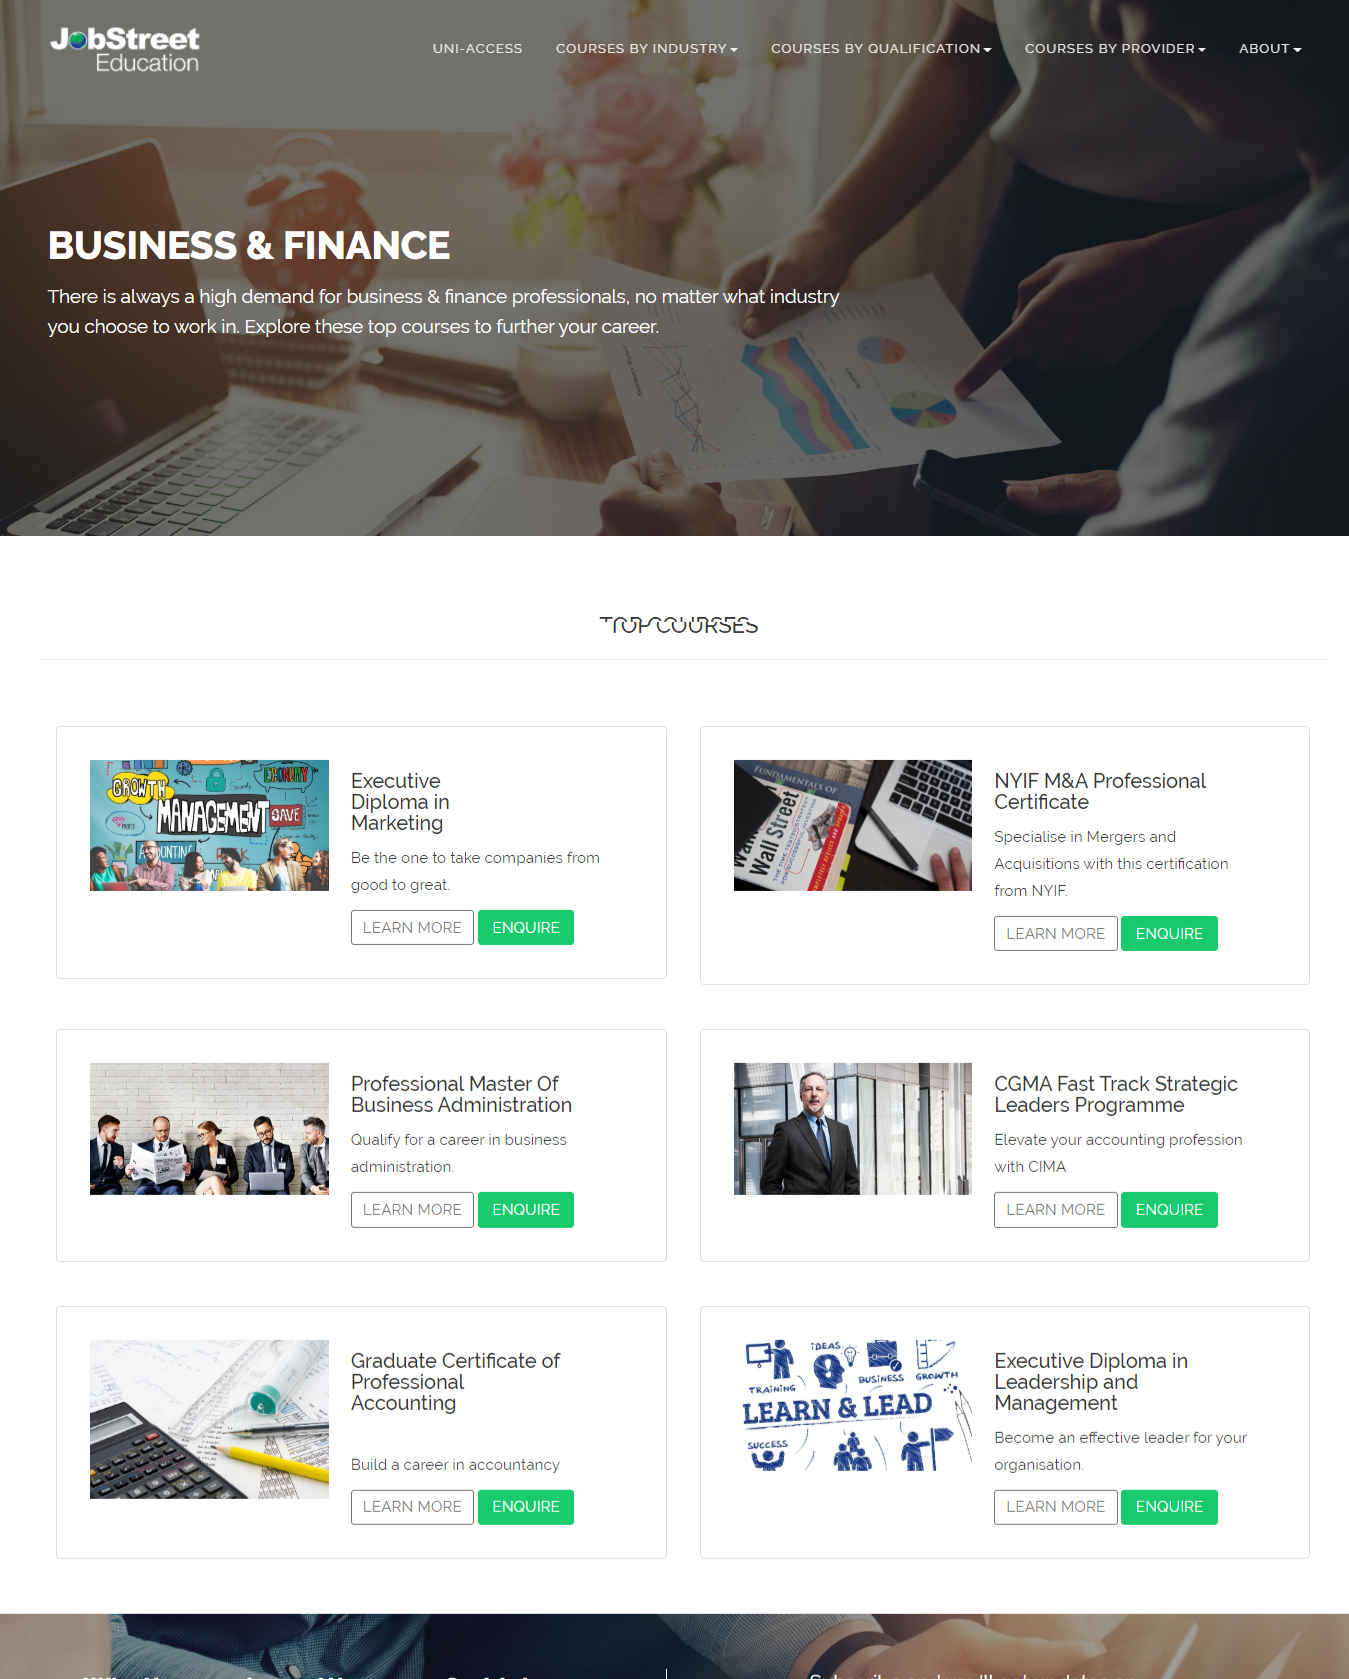 JobStreet
Education
UNI-ACCESS
COURSES BY INDUSTRY
COURSES BY QUALIFICATION
COURSES BY PROVIDER
ABOUT
BUSINESS & FINANCE
There is always a high demand for business & finance professionals, no matter what industry
you choose to work in. Explore these top courses to further your career.
TOP COURSES
GROWTH
ECONOMY
MANAGEMENT
SAVE
Executive
Diploma in
Marketing
Be the one to take companies from
good to great.
LEARN MORE
ENQUIRE
FUNDAMENTALS OF
Wall Street
NYIF M&A Professional
Certificate
Specialise in Mergers and
Acquisitions with this certification
from NYIF.
LEARN MORE
ENQUIRE
Professional Master Of
Business Administration
Qualify for a career in business
administration.
LEARN MORE
ENQUIRE
CGMA Fast Track Strategic
Leaders Programme
Elevate your accounting profession
with CIMA
LEARN MORE
ENQUIRE
Graduate Certificate of
Professional
Accounting
Build a career in accountancy
LEARN MORE
ENQUIRE
IDEAS
TRAINING
BUSINESS
GROWTH
LEARN & LEAD
SUCCESS
Executive Diploma in
Leadership and
Management
Become an effective leader for your
organisation.
LEARN MORE
ENQUIRE